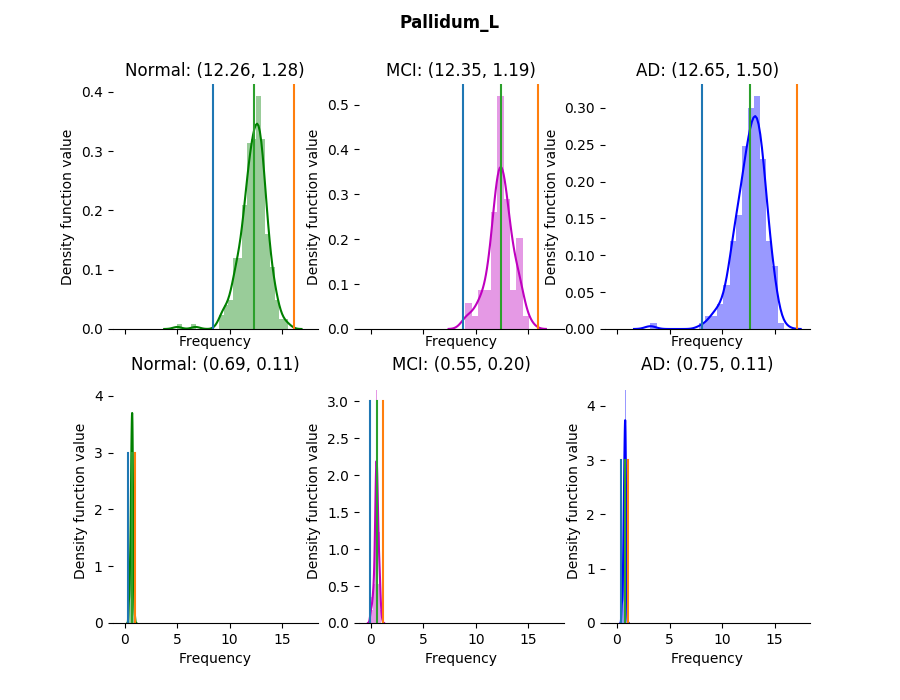 Pallidum_L
Normal: (12.26, 1.28) MCI: (12.35, 1.19) AD: (12.65, 1.50)
0.4
0.3
0.2
0.1
0.0
Density function value
Frequency
0.5
0.4
0.3
0.2
0.1
0.0
Density function value
Frequency
0.30
0.25
0.20
0.15
0.10
0.05
0.00
Density function value
Frequency
Normal: (0.69, 0.11) MCI: (0.55, 0.20) AD: (0.75, 0.11)
4
3
2
1
0
Density function value
0 5 10 15
Frequency
3.0
2.5
2.0
1.5
1.0
0.5
0.0
Density function value
0 5 10 15
Frequency
4
3
2
1
0
Density function value
0 5 10 15
Frequency